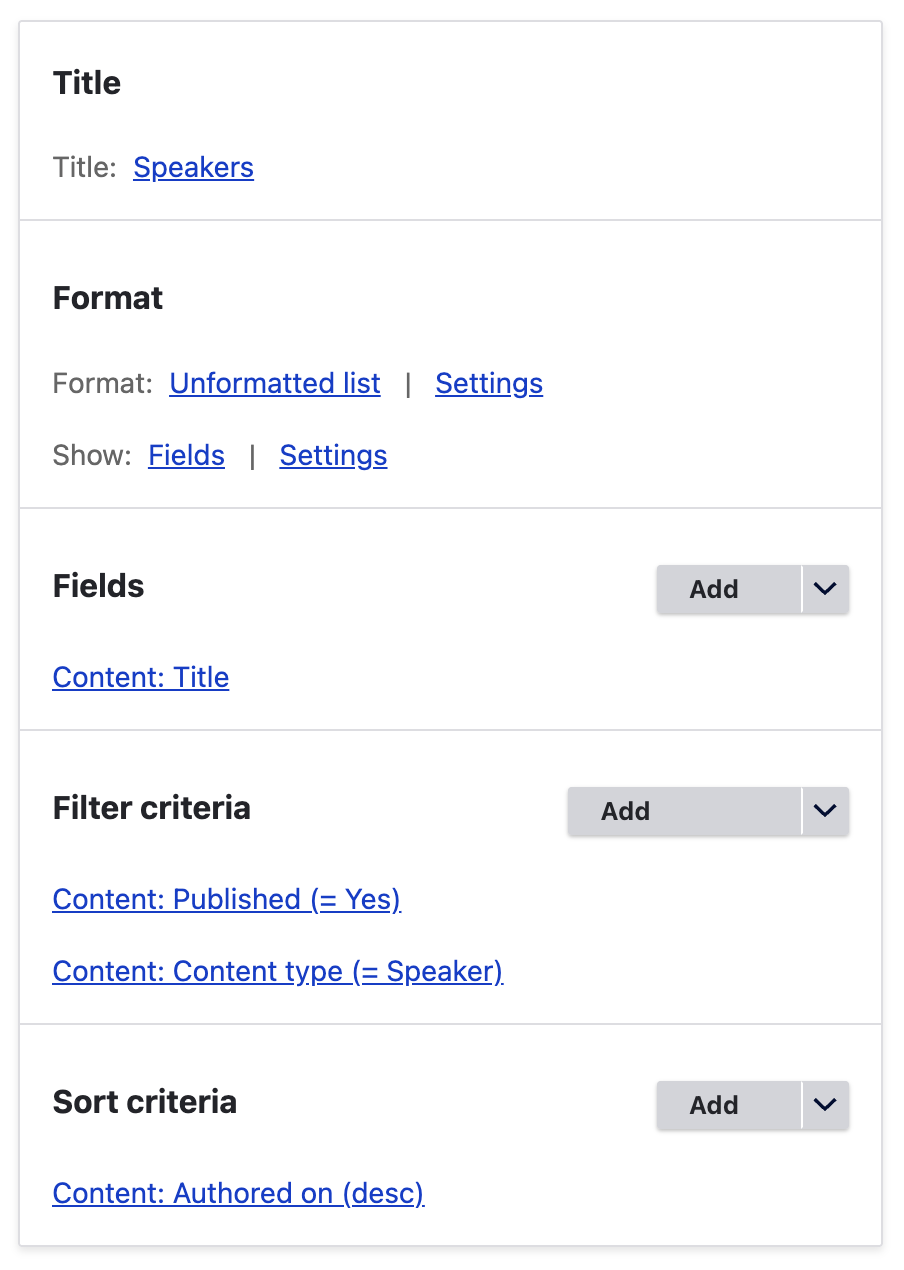 Title
Title: Speakers
Format
Format: Unformatted list | Settings
Show: Fields | Settings
Fields
Add
Content: Title
Filter criteria
Add
Content: Published (= Yes)
Content: Content type (= Speaker)
Sort criteria
Add
Content: Authored on (desc)